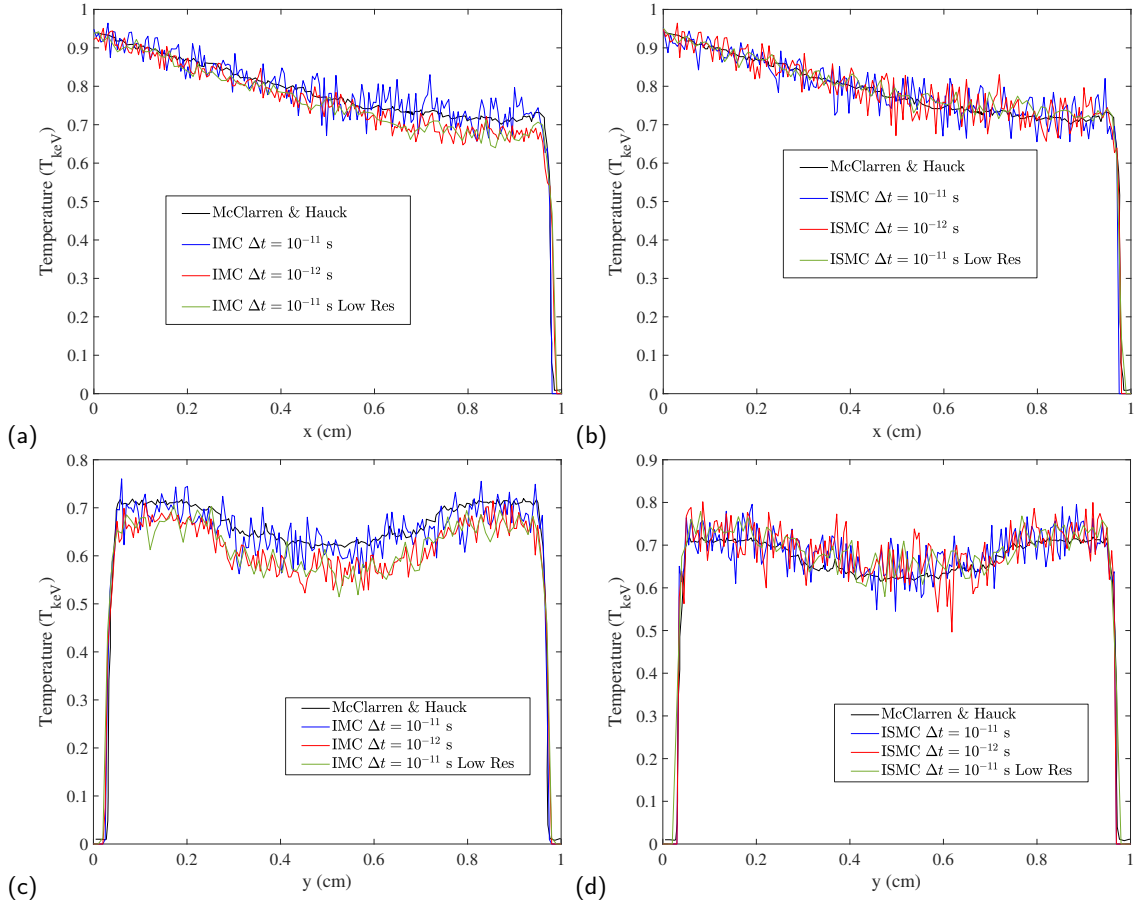 (a)
1
0.9
0.8
0.7
0.6
0.5
0.4
0.3
0.2
0.1
0
Temperature (T_keV)
McClarren & Hauck
IMC Δt = 10⁻¹¹ s
IMC Δt = 10⁻¹² s
IMC Δt = 10⁻¹¹ s Low Res
0 0.2 0.4 0.6 0.8 1
x (cm)
(b)
1
0.9
0.8
0.7
0.6
0.5
0.4
0.3
0.2
0.1
0
Temperature (T_keV)
McClarren & Hauck
ISMC Δt = 10⁻¹¹ s
ISMC Δt = 10⁻¹² s
ISMC Δt = 10⁻¹¹ s Low Res
0 0.2 0.4 0.6 0.8 1
x (cm)
(c)
0.8
0.7
0.6
0.5
0.4
0.3
0.2
0.1
0
Temperature (T_keV)
McClarren & Hauck
IMC Δt = 10⁻¹¹ s
IMC Δt = 10⁻¹² s
IMC Δt = 10⁻¹¹ s Low Res
0 0.2 0.4 0.6 0.8 1
y (cm)
(d)
0.9
0.8
0.7
0.6
0.5
0.4
0.3
0.2
0.1
0
Temperature (T_keV)
McClarren & Hauck
ISMC Δt = 10⁻¹¹ s
ISMC Δt = 10⁻¹² s
ISMC Δt = 10⁻¹¹ s Low Res
0 0.2 0.4 0.6 0.8 1
y (cm)